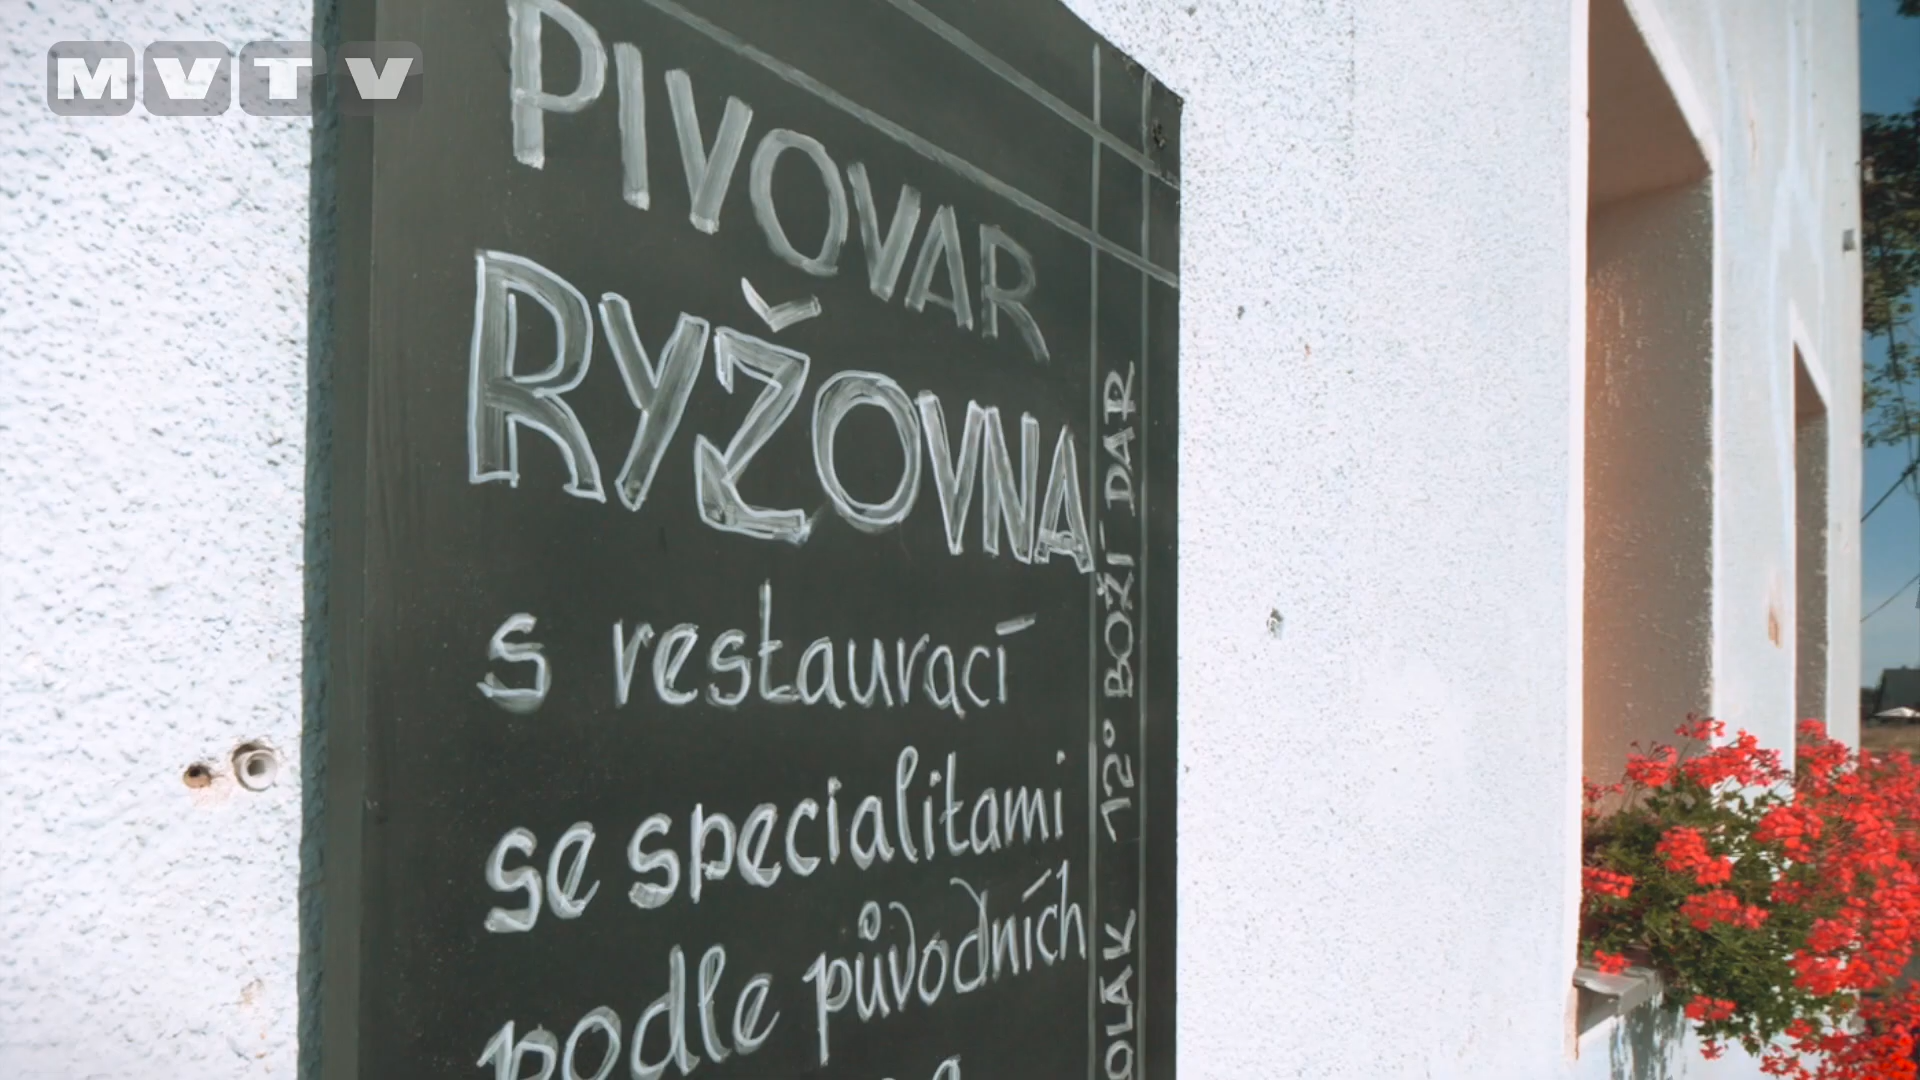 MVTV
PIVOVAR
RYŽOVNA
s restaurací
se specialitami
podle původních
12° BOŽÍ DAR